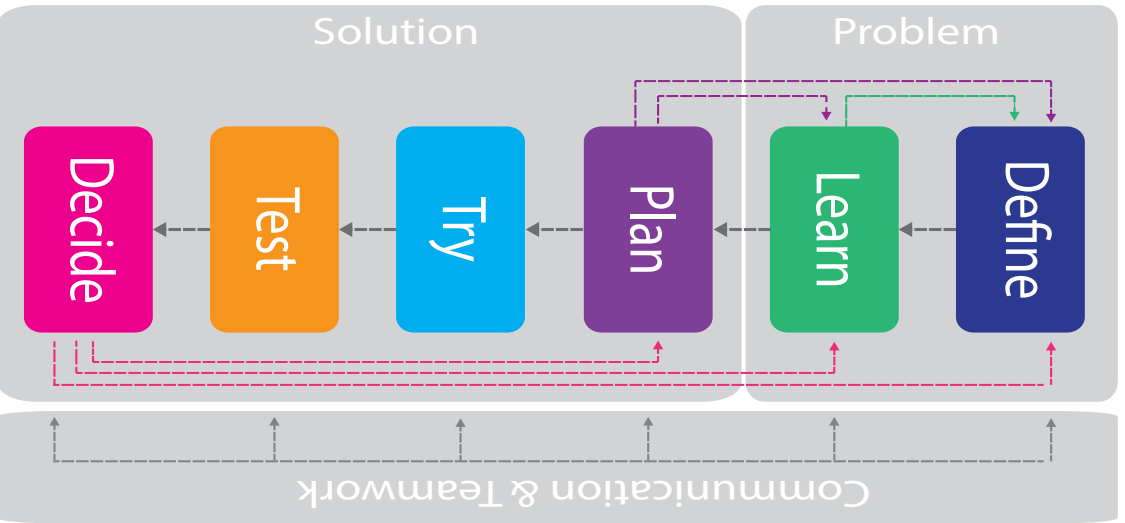 Solution
Problem
Decide
Test
Try
Plan
Learn
Define
Communication & Teamwork